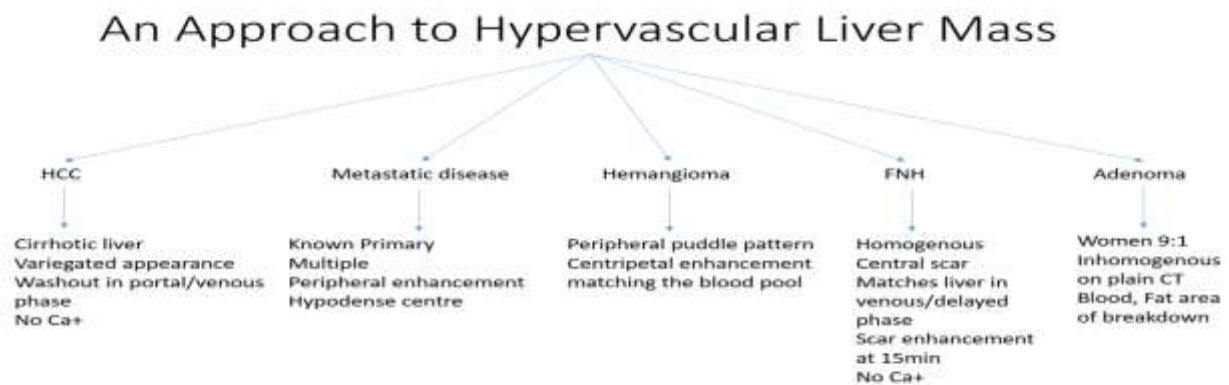 An Approach to Hypervascular Liver Mass
HCC
Cirrhotic liver
Variegated appearance
Washout in portal/venous
phase
No Ca+
Metastatic disease
Known Primary
Multiple
Peripheral enhancement
Hypodense centre
Hemangioma
Peripheral puddle pattern
Centripetal enhancement
matching the blood pool
FNH
Homogenous
Central scar
Matches liver in
venous/delayed
phase
Scar enhancement
at 15min
No Ca+
Adenoma
Women 9:1
Inhomogenous
on plain CT
Blood, Fat area
of breakdown